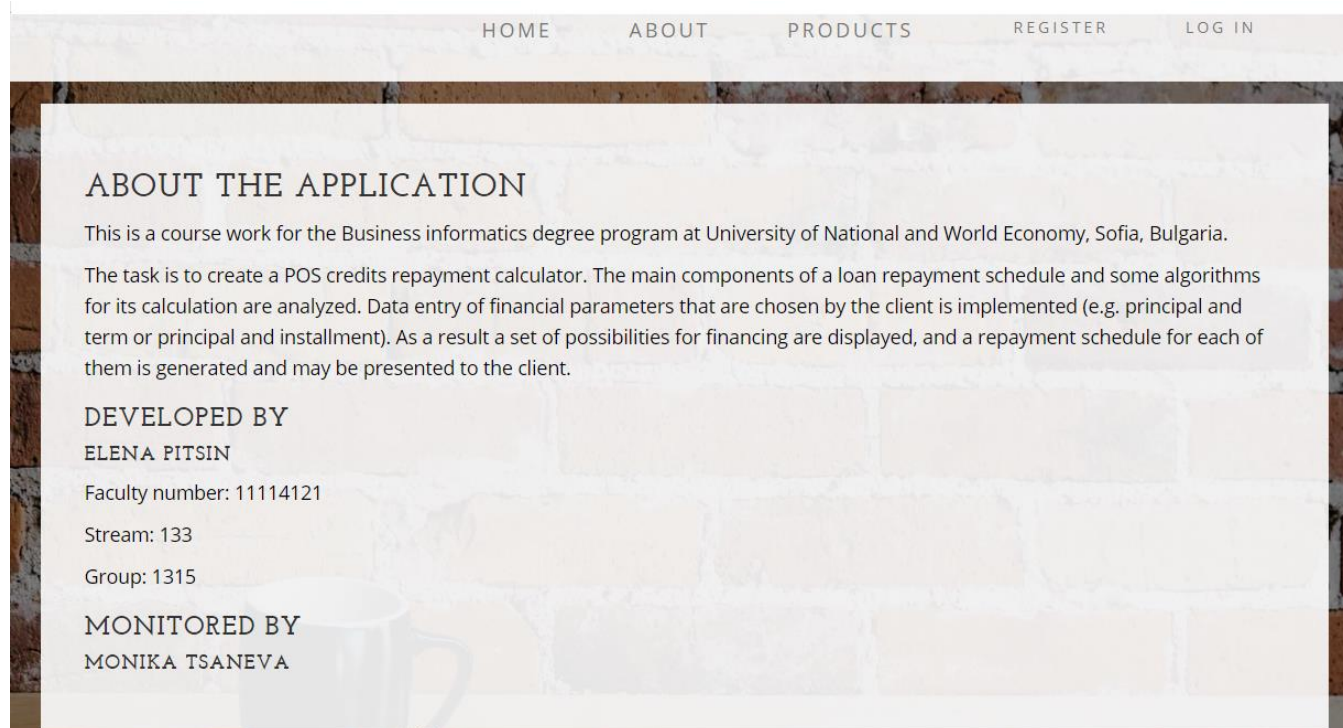 HOME ABOUT PRODUCTS REGISTER LOG IN
ABOUT THE APPLICATION
This is a course work for the Business informatics degree program at University of National and World Economy, Sofia, Bulgaria.
The task is to create a POS credits repayment calculator. The main components of a loan repayment schedule and some algorithms
for its calculation are analyzed. Data entry of financial parameters that are chosen by the client is implemented (e.g. principal and
term or principal and installment). As a result a set of possibilities for financing are displayed, and a repayment schedule for each of
them is generated and may be presented to the client.
DEVELOPED BY
ELENA PITSIN
Faculty number: 11114121
Stream: 133
Group: 1315
MONITORED BY
MONIKA TSANEVA